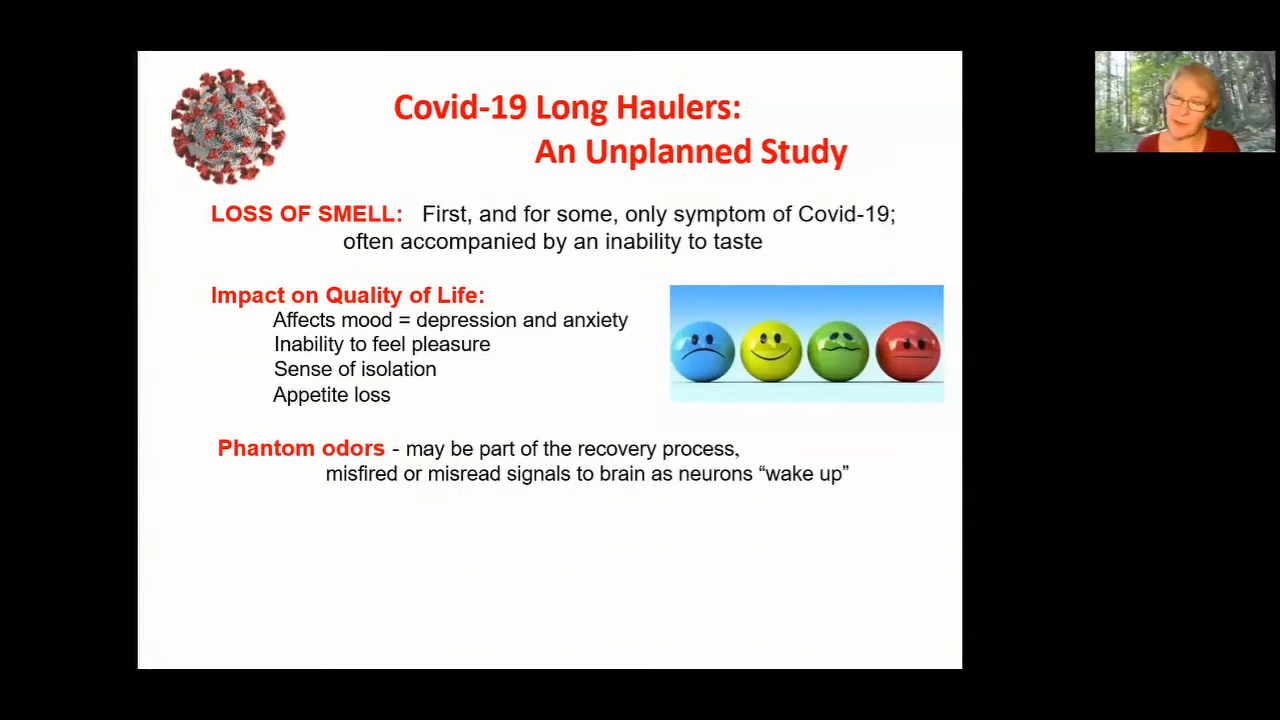 Covid-19 Long Haulers:
An Unplanned Study
LOSS OF SMELL: First, and for some, only symptom of Covid-19;
often accompanied by an inability to taste
Impact on Quality of Life:
Affects mood = depression and anxiety
Inability to feel pleasure
Sense of isolation
Appetite loss
Phantom odors - may be part of the recovery process,
misfired or misread signals to brain as neurons “wake up”